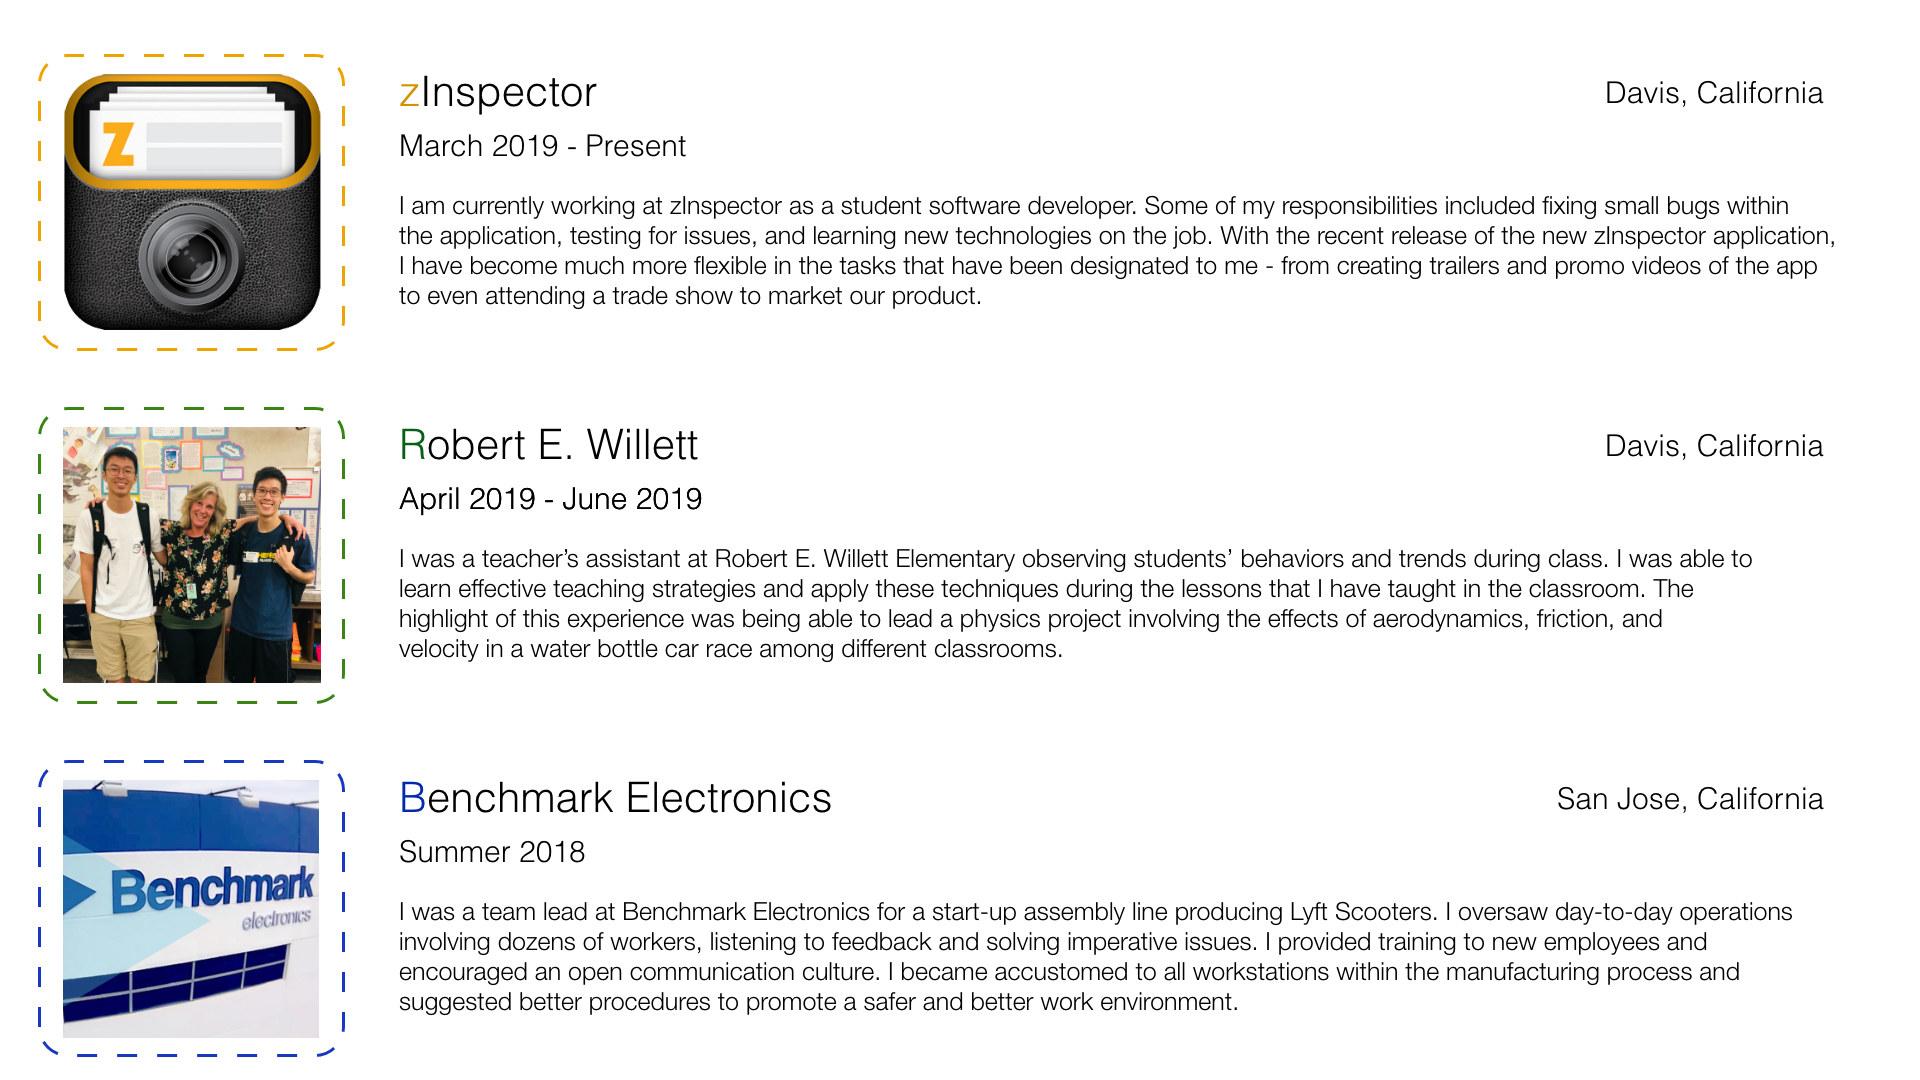 zInspector
Davis, California
March 2019 - Present
I am currently working at zInspector as a student software developer. Some of my responsibilities included fixing small bugs within
the application, testing for issues, and learning new technologies on the job. With the recent release of the new zInspector application,
I have become much more flexible in the tasks that have been designated to me - from creating trailers and promo videos of the app
to even attending a trade show to market our product.
Z
Robert E. Willett
Davis, California
April 2019 - June 2019
I was a teacher’s assistant at Robert E. Willett Elementary observing students’ behaviors and trends during class. I was able to
learn effective teaching strategies and apply these techniques during the lessons that I have taught in the classroom. The
highlight of this experience was being able to lead a physics project involving the effects of aerodynamics, friction, and
velocity in a water bottle car race among different classrooms.
Benchmark Electronics
San Jose, California
Summer 2018
I was a team lead at Benchmark Electronics for a start-up assembly line producing Lyft Scooters. I oversaw day-to-day operations
involving dozens of workers, listening to feedback and solving imperative issues. I provided training to new employees and
encouraged an open communication culture. I became accustomed to all workstations within the manufacturing process and
suggested better procedures to promote a safer and better work environment.
Benchmark
electronics